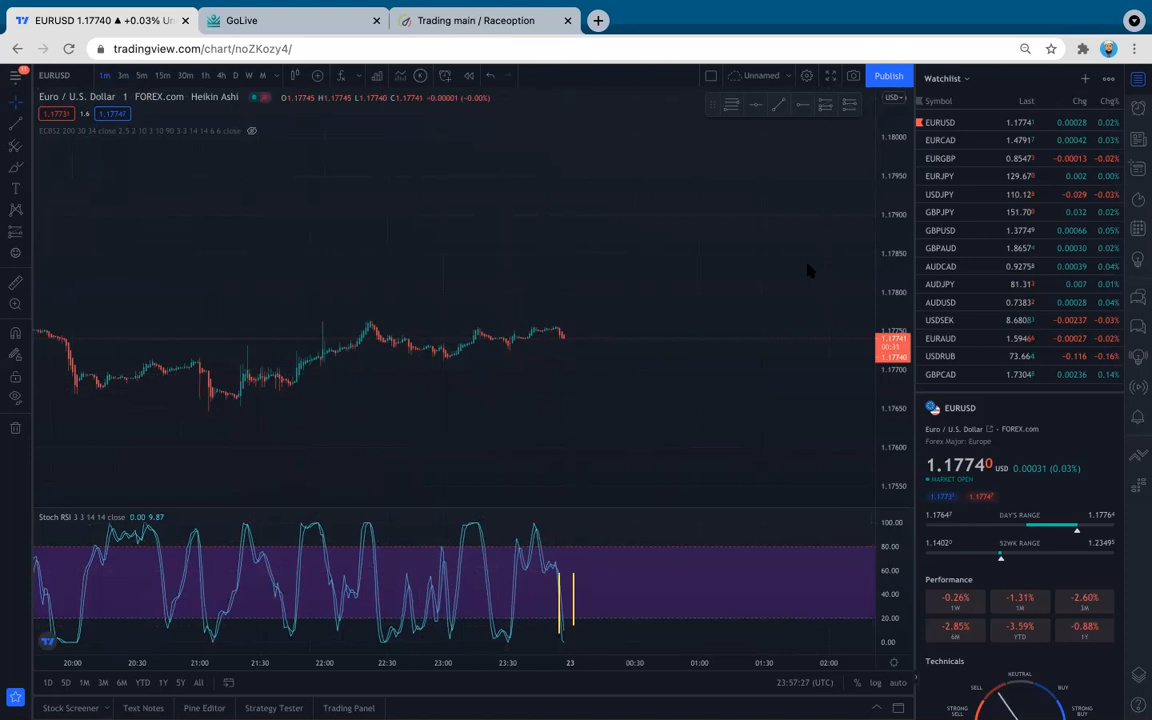 EURUSD 1.17740 ▲ +0.03% Un
GoLive
Trading main / Raceoption
tradingview.com/chart/noZKozy4/
11
EURUSD 1m 3m 5m 15m 30m 1h 4h D W M
Unnamed
Publish
Euro / U.S. Dollar · 1 · FOREX.com · Heikin Ashi
O1.17745 H1.17745 L1.17740 C1.17741 −0.00001 (−0.00%)
1.6 1.17747
USD
1.18000
1.17950
1.17900
1.17850
1.17800
1.17750
1.17741
00:33
1.17740
1.17700
1.17650
1.17600
1.17550
Stoch RSI 3 3 14 14 close 0.00 9.87
100.00
80.00
60.00
40.00
20.00
0.00
20:00 20:30 21:00 21:30 22:00 22:30 23:00 23:30 23 00:30 01:00 01:30 02:00
1D 5D 1M 3M 6M YTD 1Y 5Y All
23:57:27 (UTC) % log auto
Stock Screener Text Notes Pine Editor Strategy Tester Trading Panel
Watchlist
Symbol Last Chg Chg%
EURUSD 1.17741 0.00028 0.02%
EURCAD 1.47917 0.00042 0.03%
EURGBP 0.85473 −0.00013 −0.02%
EURJPY 129.670 0.002 0.00%
USDJPY 110.128 −0.029 −0.03%
GBPJPY 151.700 0.032 0.02%
GBPUSD 1.37749 0.00066 0.05%
GBPAUD 1.86574 0.00030 0.02%
AUDCAD 0.92758 0.00039 0.04%
AUDJPY 81.313 0.007 0.01%
AUDUSD 0.73832 0.00028 0.04%
USDSEK 8.68083 −0.00237 −0.03%
EURAUD 1.59466 −0.00027 −0.02%
USDRUB 73.664 −0.116 −0.16%
GBPCAD 1.73048 0.00236 0.14%
EURUSD
Euro / U.S. Dollar · FOREX.com
Forex Major: Europe
1.17740 USD 0.00031 (0.03%)
MARKET OPEN
1.17647 DAY'S RANGE 1.17764
1.14020 52WK RANGE 1.23495
Performance
-0.26% -1.31% -2.60%
1W 1M 3M
-2.85% -3.59% -0.88%
6M YTD 1Y
Technicals
NEUTRAL
SELL BUY
STRONG SELL STRONG BUY